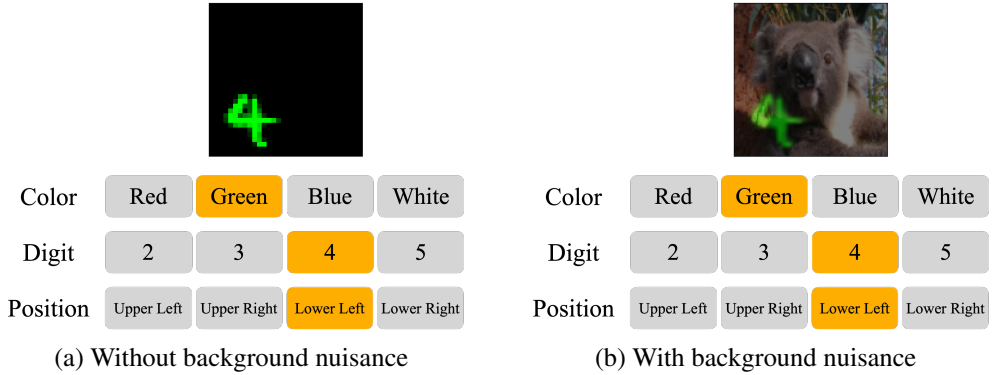 4
4
Color Red Green Blue White
Digit 2 3 4 5
Position Upper Left Upper Right Lower Left Lower Right
(a) Without background nuisance
Color Red Green Blue White
Digit 2 3 4 5
Position Upper Left Upper Right Lower Left Lower Right
(b) With background nuisance